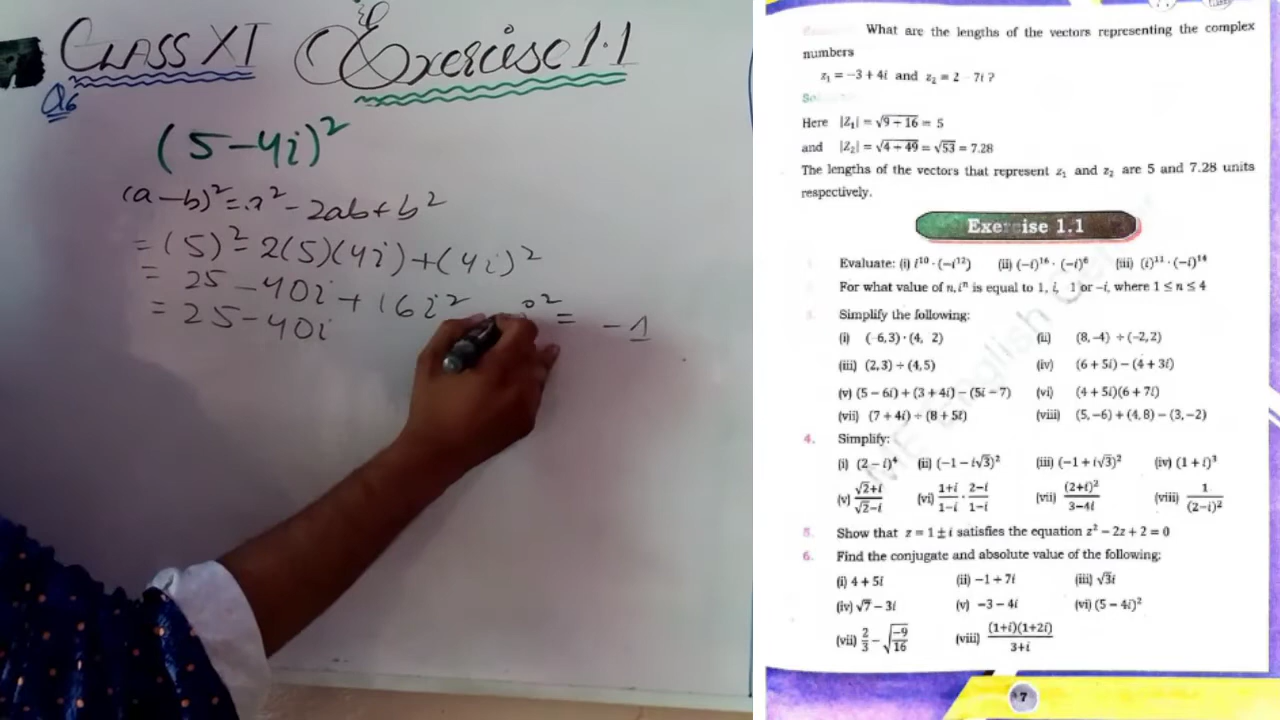 CLASS XI Exercise 1.1
Q6
(5-4i)²
(a-b)²=a²-2ab+b²
=(5)²-2(5)(4i)+(4i)²
= 25-40i+16i²
= 25-40i
i² = -1
What are the lengths of the vectors representing the complex
numbers
z₁ = −3 + 4i and z₂ = 2 − 7i ?
Here |Z₁| = √9 + 16 = 5
and |Z₂| = √4 + 49 = √53 = 7.28
The lengths of the vectors that represent z₁ and z₂ are 5 and 7.28 units
respctively.
Exercise 1.1
Evaluate: (i) i¹⁰ · (−i¹²) (ii) (−i)¹⁶ · (−i)⁶ (iii) (i)¹¹ · (−i)¹⁴
For what value of n, iⁿ is equal to 1, i, 1 or −i, where 1 ≤ n ≤ 4
3. Simplify the following:
(i) (-6,3) · (4, 2) (ii) (8,-4) ÷ (-2,2)
(iii) (2,3) ÷ (4,5) (iv) (6 + 5i) − (4 + 3i)
(v) (5 − 6i) + (3 + 4i) − (5i − 7) (vi) (4 + 5i)(6 + 7i)
(vii) (7 + 4i) ÷ (8 + 5i) (viii) (5,−6) + (4,8) − (3,−2)
4. Simplify:
(i) (2 − i)⁴ (ii) (−1 − i√3)² (iii) (−1 + i√3)² (iv) (1 + i)³
(v) √2+i/√2−i (vi) 1+i/1−i · 2−i/1−i (vii) (2+i)²/3−4i (viii) 1/(2−i)²
5. Show that z = 1 ± i satisfies the equation z² − 2z + 2 = 0
6. Find the conjugate and absolute value of the following:
(i) 4 + 5i (ii) −1 + 7i (iii) √3i
(iv) √7 − 3i (v) −3 − 4i (vi) (5 − 4i)²
(vii) 2/3 − √−9/16 (viii) (1+i)(1+2i)/3+i
7